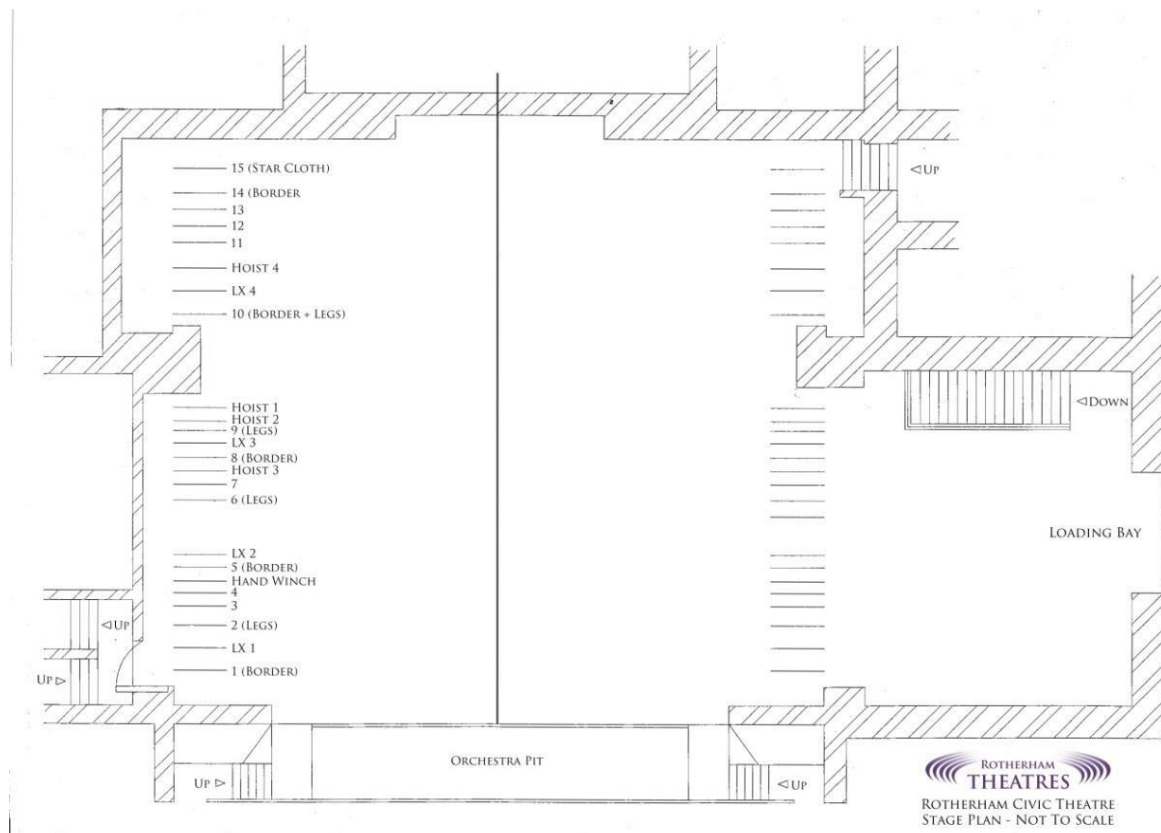 15 (STAR CLOTH)
14 (BORDER
13
12
11
HOIST 4
LX 4
10 (BORDER + LEGS)
UP
HOIST 1
HOIST 2
9 (LEGS)
LX 3
8 (BORDER)
HOIST 3
7
6 (LEGS)
DOWN
LOADING BAY
LX 2
5 (BORDER)
HAND WINCH
4
3
2 (LEGS)
LX 1
1 (BORDER)
UP
UP
ORCHESTRA PIT
UP
UP
ROTHERHAM
THEATRES
ROTHERHAM CIVIC THEATRE
STAGE PLAN - NOT TO SCALE